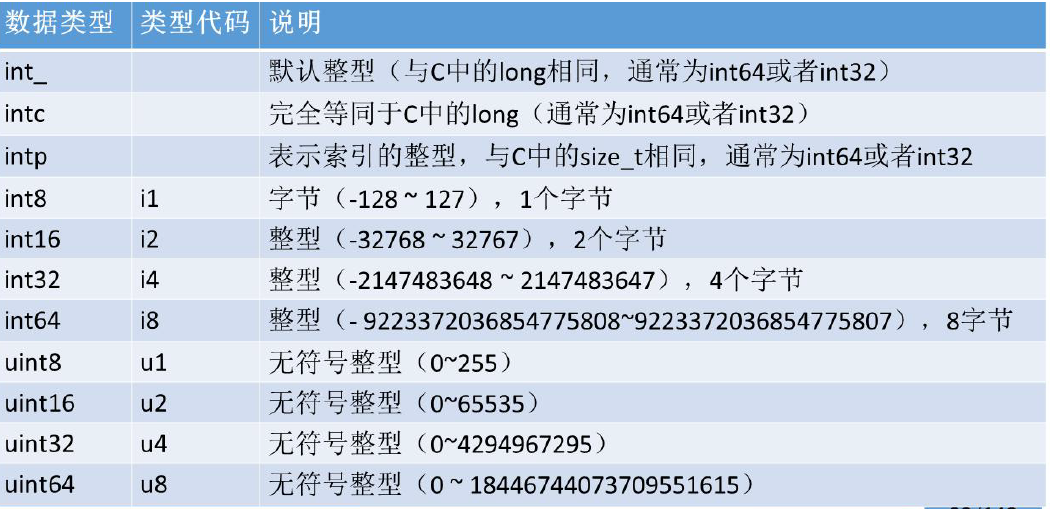 数据类型 类型代码 说明
int_ 默认整型（与C中的long相同，通常为int64或者int32）
intc 完全等同于C中的long（通常为int64或者int32）
intp 表示索引的整型，与C中的size_t相同，通常为int64或者int32
int8 i1 字节（-128 ~ 127），1个字节
int16 i2 整型（-32768 ~ 32767），2个字节
int32 i4 整型（-2147483648 ~ 2147483647），4个字节
int64 i8 整型（- 9223372036854775808~9223372036854775807），8字节
uint8 u1 无符号整型（0~255）
uint16 u2 无符号整型（0~65535）
uint32 u4 无符号整型（0~4294967295）
uint64 u8 无符号整型（0 ~ 18446744073709551615）